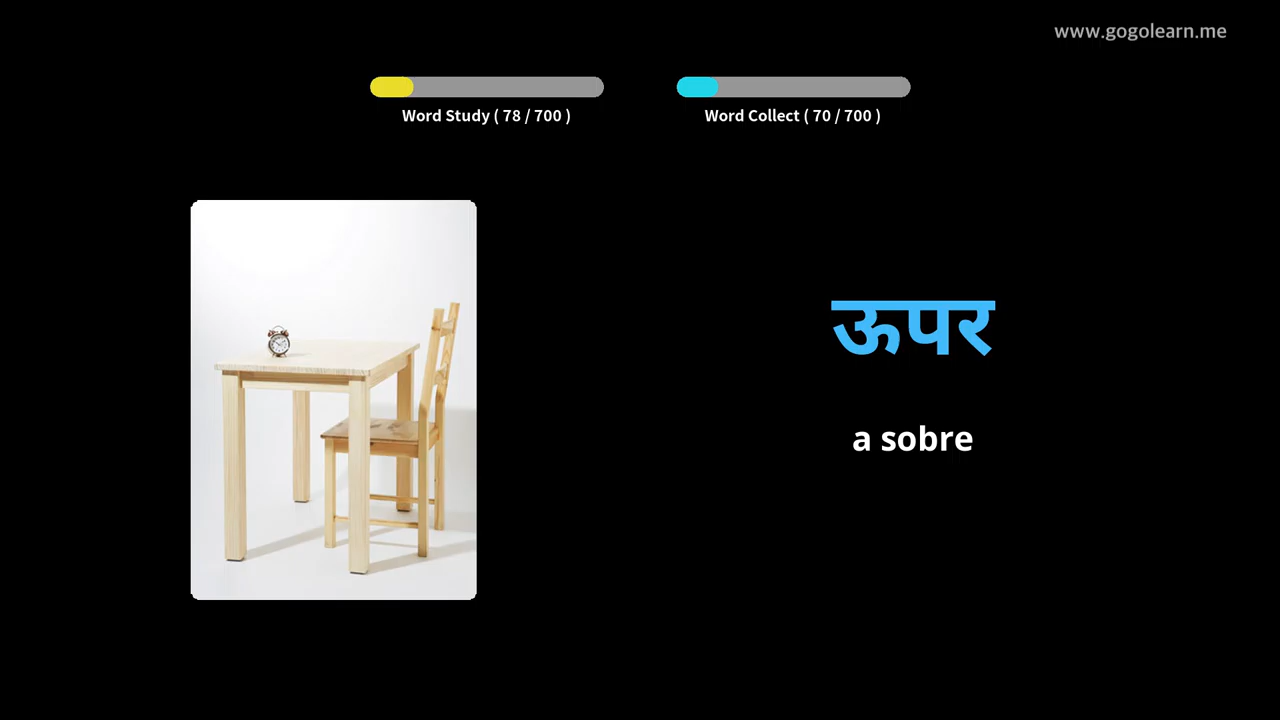 www.gogolearn.me
Word Study ( 78 / 700 )
Word Collect ( 70 / 700 )
ऊपर
a sobre